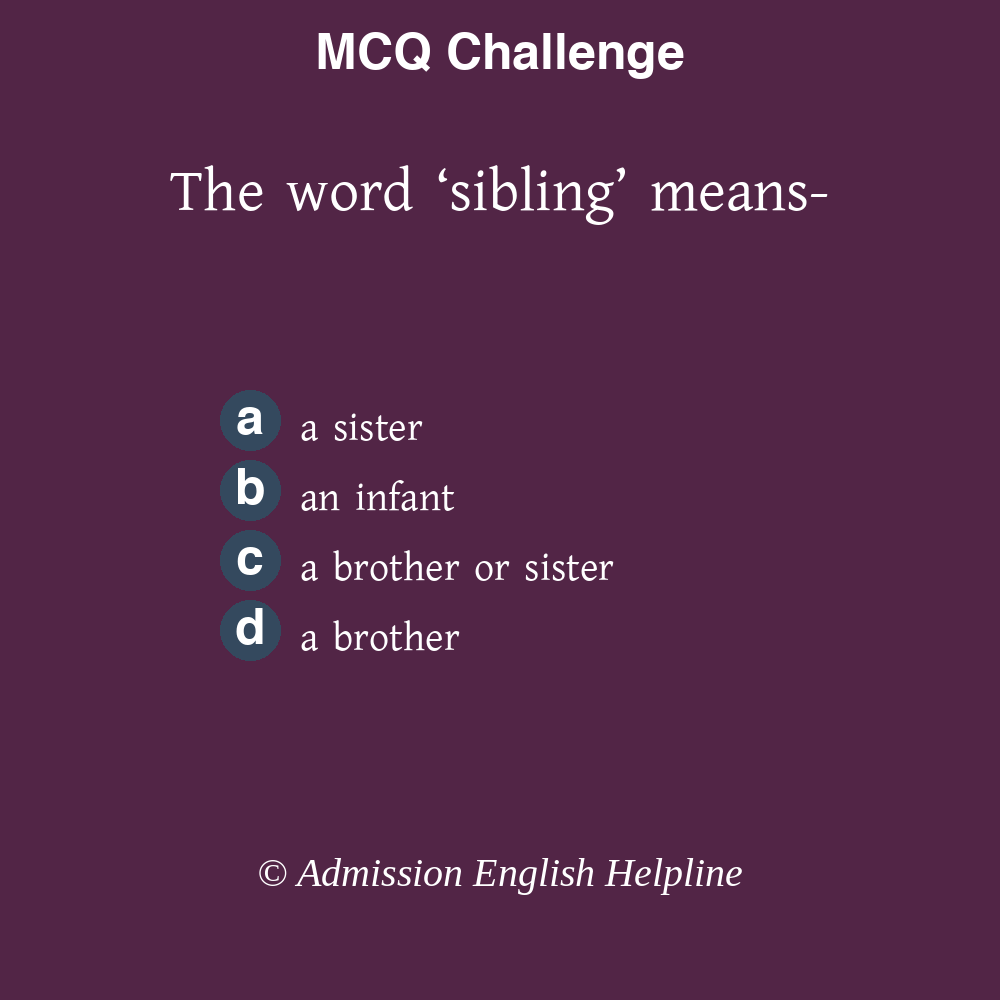 MCQ Challenge
The word ‘sibling’ means-
a a sister
b an infant
c a brother or sister
d a brother
© Admission English Helpline